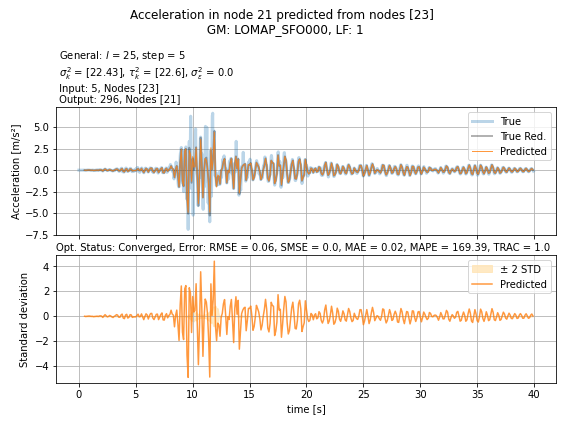 Acceleration in node 21 predicted from nodes [23]
GM: LOMAP_SFO000, LF: 1
General: l = 25, step = 5
σ²ₖ = [22.43], τ²ₖ = [22.6], σ²ε = 0.0
Input: 5, Nodes [23]
Output: 296, Nodes [21]
Acceleration [m/s²]
5.0
2.5
0.0
−2.5
−5.0
−7.5
True
True Red.
Predicted
Opt. Status: Converged, Error: RMSE = 0.06, SMSE = 0.0, MAE = 0.02, MAPE = 169.39, TRAC = 1.0
Standard deviation
4
2
0
−2
−4
± 2 STD
Predicted
0 5 10 15 20 25 30 35 40
time [s]